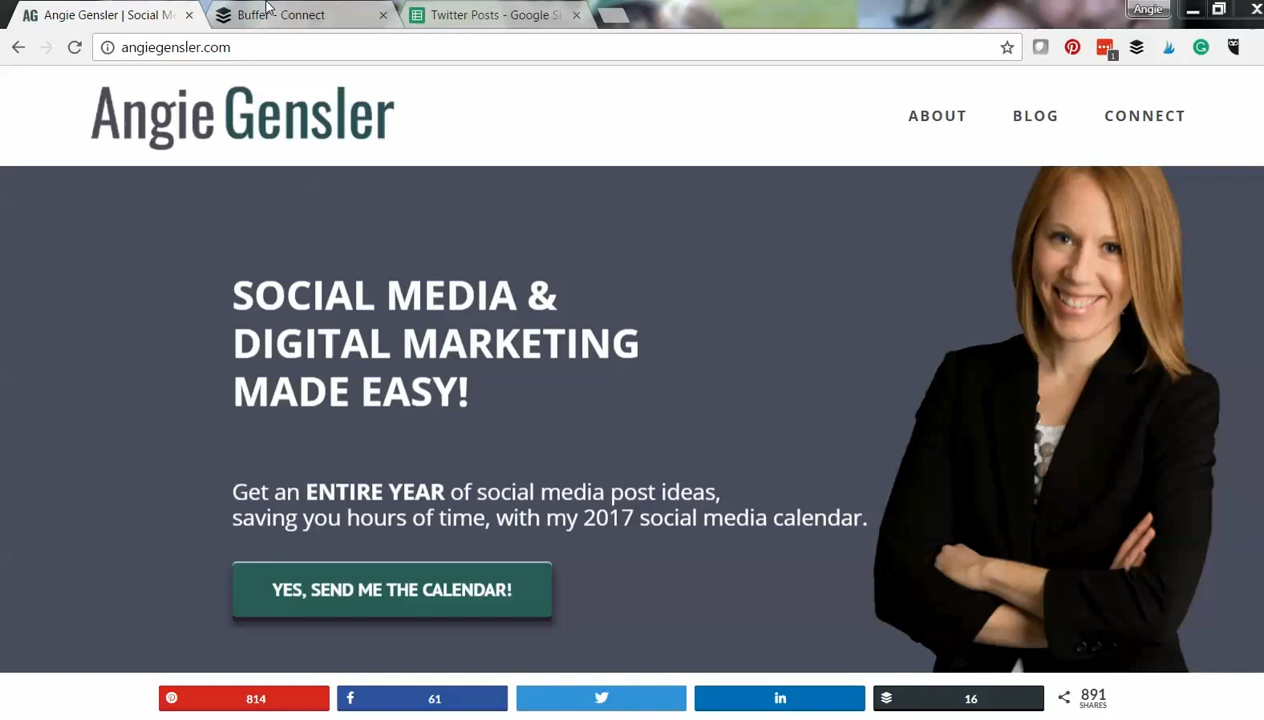 AG Angie Gensler | Social M
Buffer - Connect
Twitter Posts - Google S
Angie
angiegensler.com
1
Angie Gensler
ABOUT
BLOG
CONNECT
SOCIAL MEDIA &
DIGITAL MARKETING
MADE EASY!
Get an ENTIRE YEAR of social media post ideas,
saving you hours of time, with my 2017 social media calendar.
YES, SEND ME THE CALENDAR!
814
61
16
891
SHARES